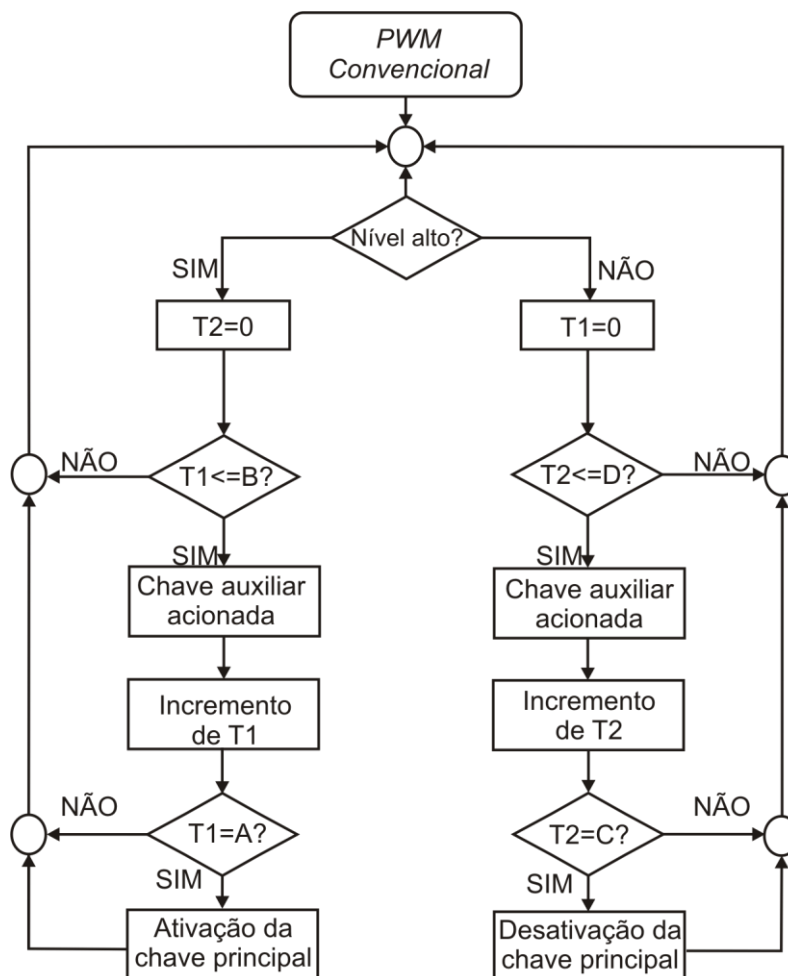 PWM
Convencional
Nível alto?
SIM
NÃO
T2=0
T1=0
NÃO
T1<=B?
T2<=D?
NÃO
SIM
SIM
Chave auxiliar
acionada
Chave auxiliar
acionada
Incremento
de T1
Incremento
de T2
NÃO
T1=A?
T2=C?
NÃO
SIM
SIM
Ativação da
chave principal
Desativação da
chave principal